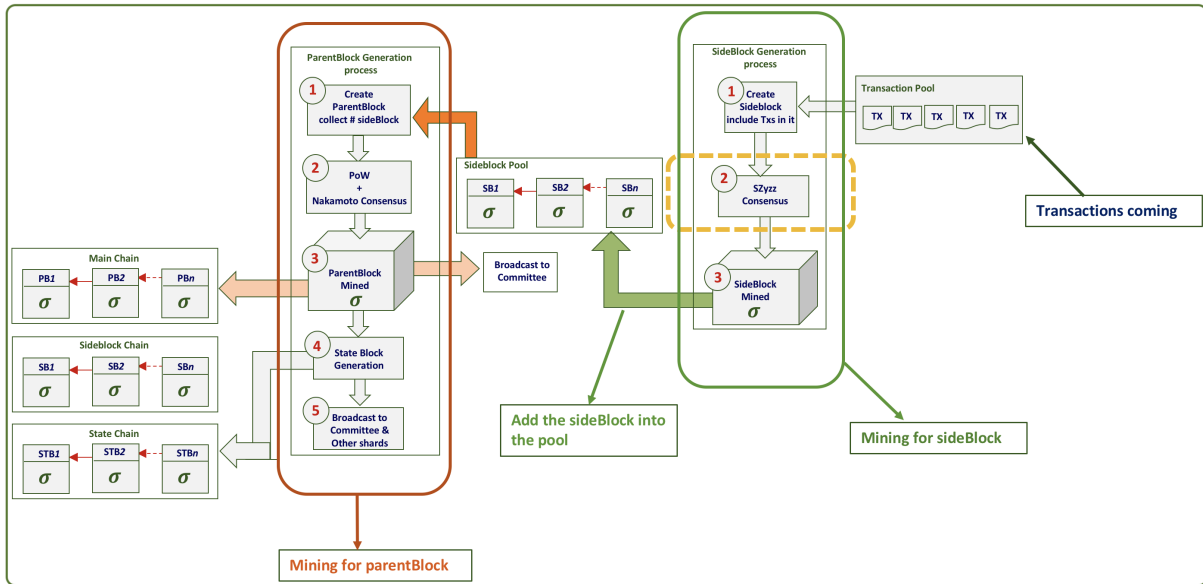 ParentBlock Generation
process
1
Create
ParentBlock
collect # sideBlock
2
PoW
+
Nakamoto Consensus
3
ParentBlock
Mined
σ
4
State Block
Generation
5
Broadcast to
Committee &
Other shards
Mining for parentBlock
Main Chain
PB1
PB2
PBn
σ
σ
σ
Sideblock Chain
SB1
SB2
SBn
σ
σ
σ
State Chain
STB1
STB2
STBn
σ
σ
σ
Broadcast to
Committee
Sideblock Pool
SB1
SB2
SBn
σ
σ
σ
Add the sideBlock into
the pool
SideBlock Generation
process
1
Create
Sideblock
include Txs in it
2
SZyzz
Consensus
3
SideBlock
Mined
σ
Mining for sideBlock
Transaction Pool
TX
TX
TX
TX
TX
Transactions coming